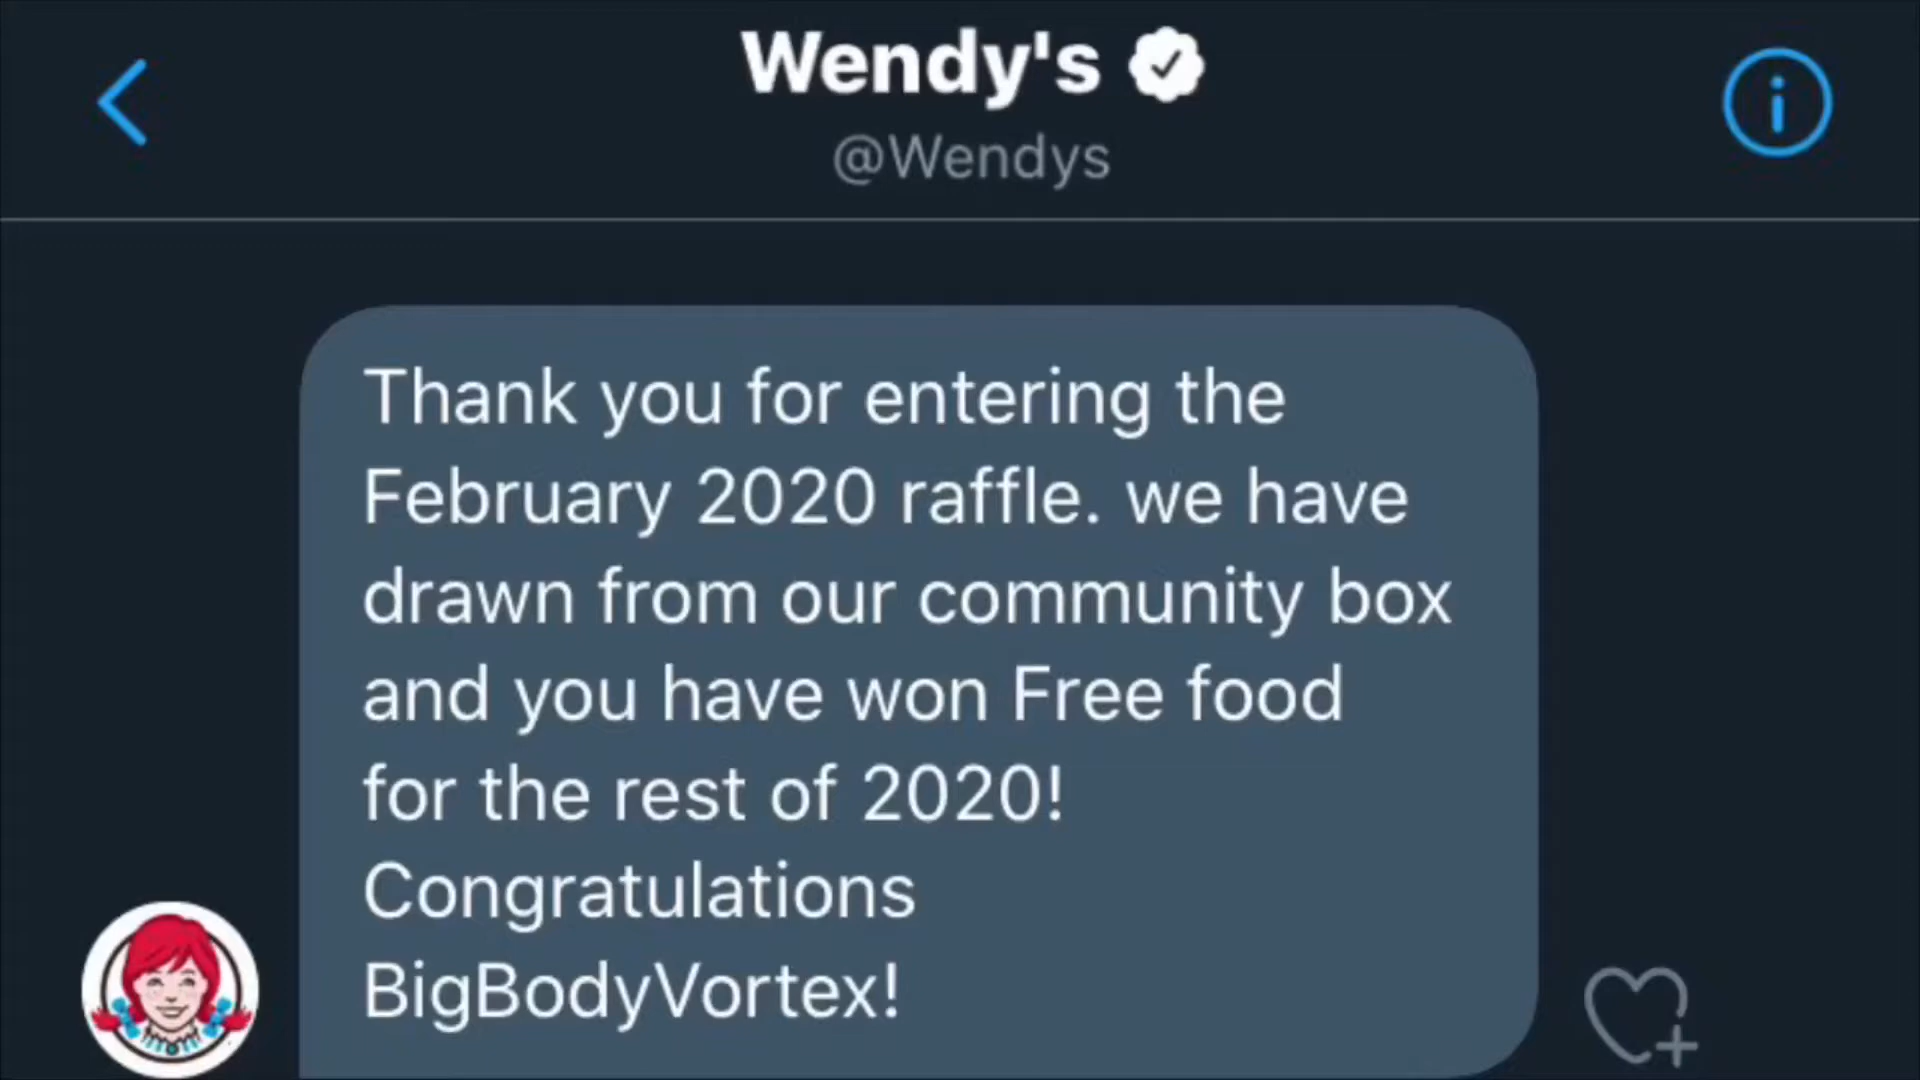 Wendy's
@Wendys
Thank you for entering the
February 2020 raffle. we have
drawn from our community box
and you have won Free food
for the rest of 2020!
Congratulations
BigBodyVortex!